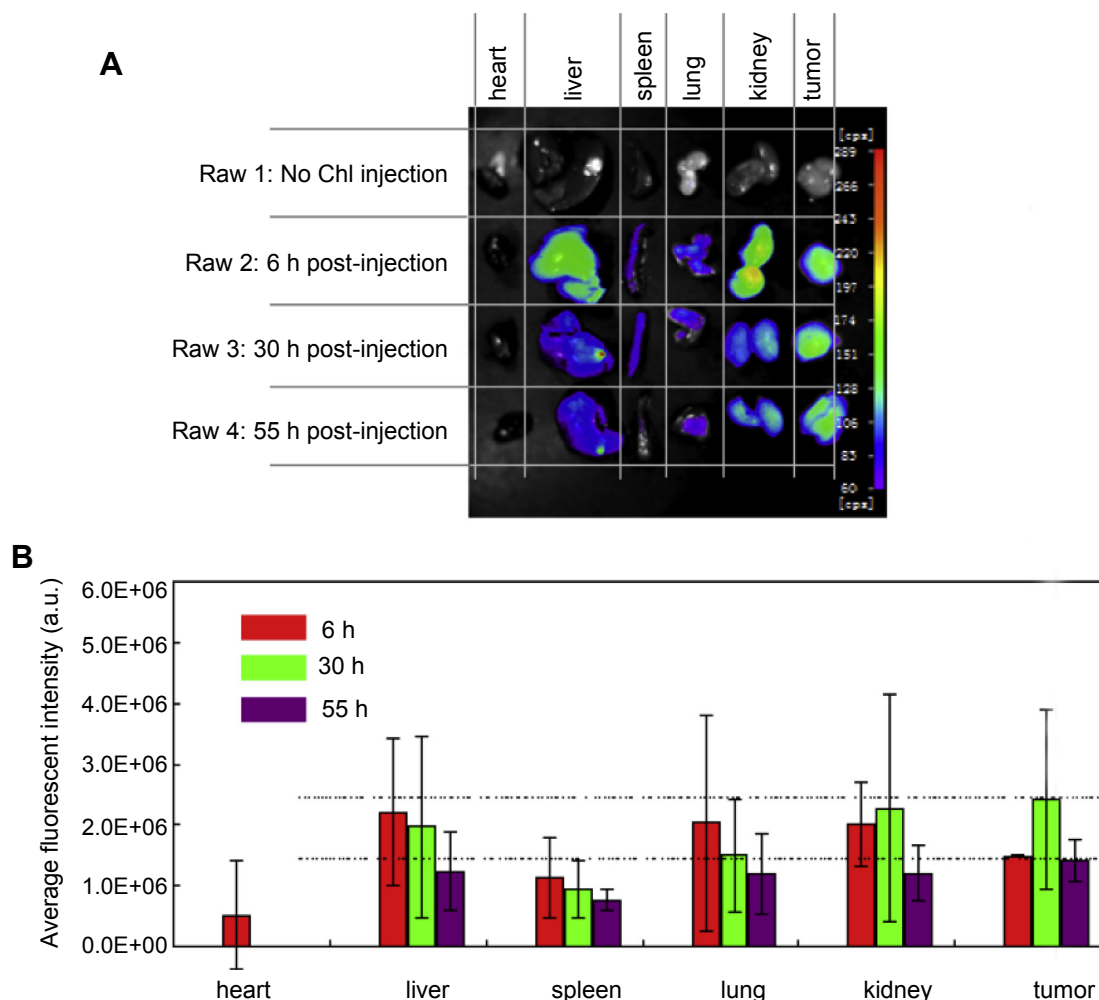 A
heart
liver
spleen
lung
kidney
tumor
[cpx]
289
266
243
220
197
174
151
128
106
83
60
[cpx]
Raw 1: No Chl injection
Raw 2: 6 h post-injection
Raw 3: 30 h post-injection
Raw 4: 55 h post-injection
B
Average fluorescent intensity (a.u.)
6.0E+06
5.0E+06
4.0E+06
3.0E+06
2.0E+06
1.0E+06
0.0E+00
6 h
30 h
55 h
heart
liver
spleen
lung
kidney
tumor